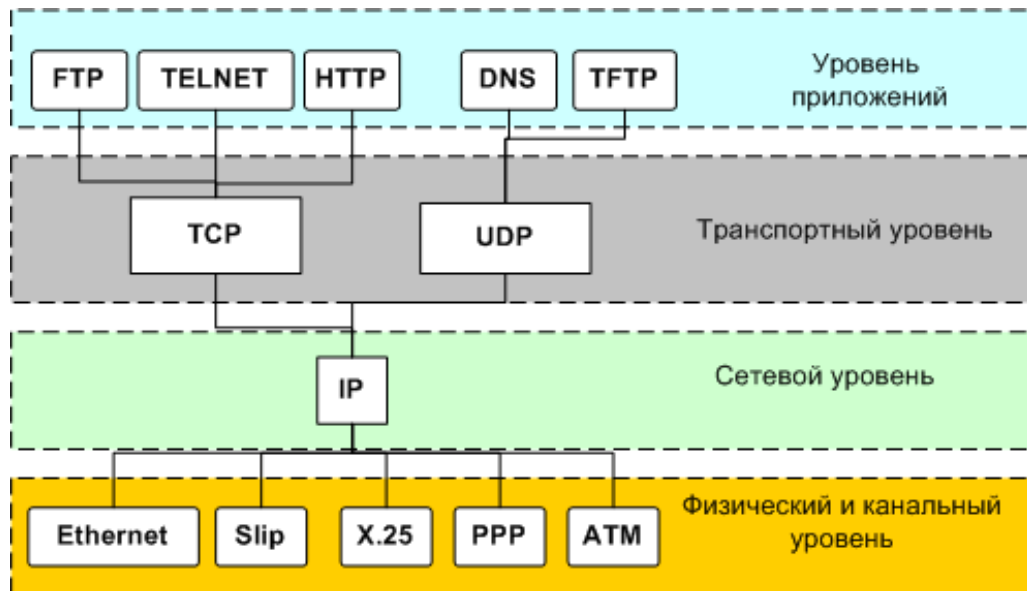 FTP TELNET HTTP DNS TFTP
Уровень
приложений
TCP UDP Транспортный уровень
IP Сетевой уровень
Физический и канальный
уровень
Ethernet Slip X.25 PPP ATM